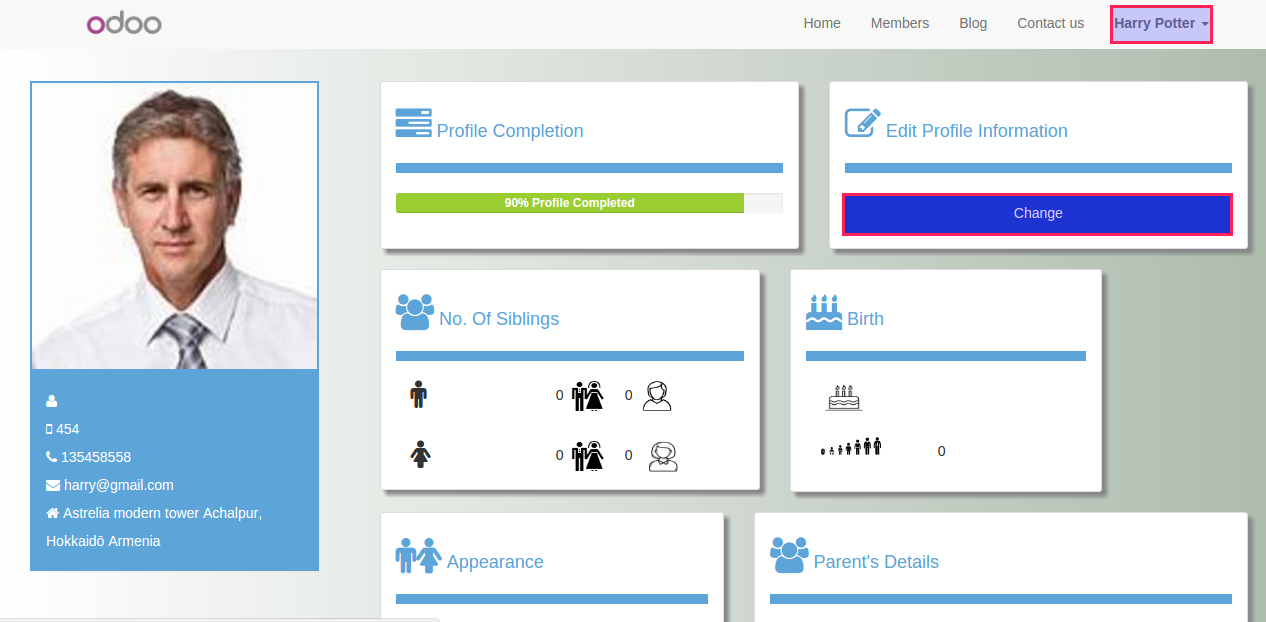 odoo
Home Members Blog Contact us Harry Potter
Profile Completion
90% Profile Completed
Edit Profile Information
Change
454
135458558
harry@gmail.com
Astrelia modern tower Achalpur,
Hokkaidō Armenia
No. Of Siblings
0 0
0 0
Birth
0
Appearance
Parent's Details